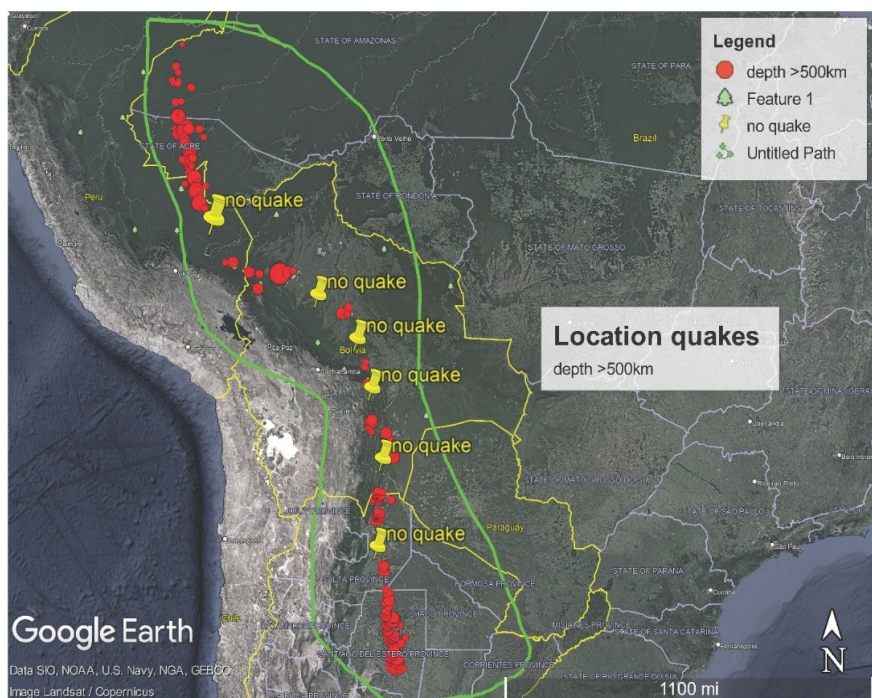 Legend
depth >500km
Feature 1
no quake
Untitled Path
STATE OF AMAZONAS
STATE OF PARA
Brazil
Porto Velho
STATE OF ACRE
STATE OF RONDONIA
STATE OF TOCANTINS
Peru
no quake
STATE OF MATO GROSSO
no quake
Location quakes
depth >500km
no quake
La Paz
Bolivia
no quake
no quake
STATE OF MATO GROSSO DO SUL
STATE OF SAO PAULO
no quake
Paraguay
São Paulo
SALTA PROVINCE
FORMOSA PROVINCE
STATE OF PARANA
Curitiba
CHACO PROVINCE
MISIONES PROVINCE
STATE OF SANTA CATARINA
Chile
SANTIAGO DEL ESTERO PROVINCE
CORRIENTES PROVINCE
STATE OF RIO GRANDE DO SUL
Google Earth
N
Data SIO, NOAA, U.S. Navy, NGA, GEBCO
Image Landsat / Copernicus
1100 mi